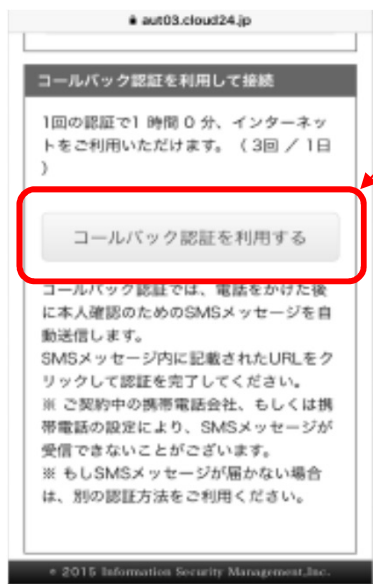 aut03.cloud24.jp
コールバック認証を利用して接続
1回の認証で1 時間 0 分、インターネッ
トをご利用いただけます。（ 3回 ／ 1日
）
コールバック認証を利用する
コールバック認証では、電話をかけた後
に本人確認のためのSMSメッセージを自
動送信します。
SMSメッセージ内に記載されたURLをク
リックして認証を完了してください。
※ ご契約中の携帯電話会社、もしくは携
帯電話の設定により、SMSメッセージが
受信できないことがございます。
※ もしSMSメッセージが届かない場合
は、別の認証方法をご利用ください。
© 2015 Information Security Management,Inc.